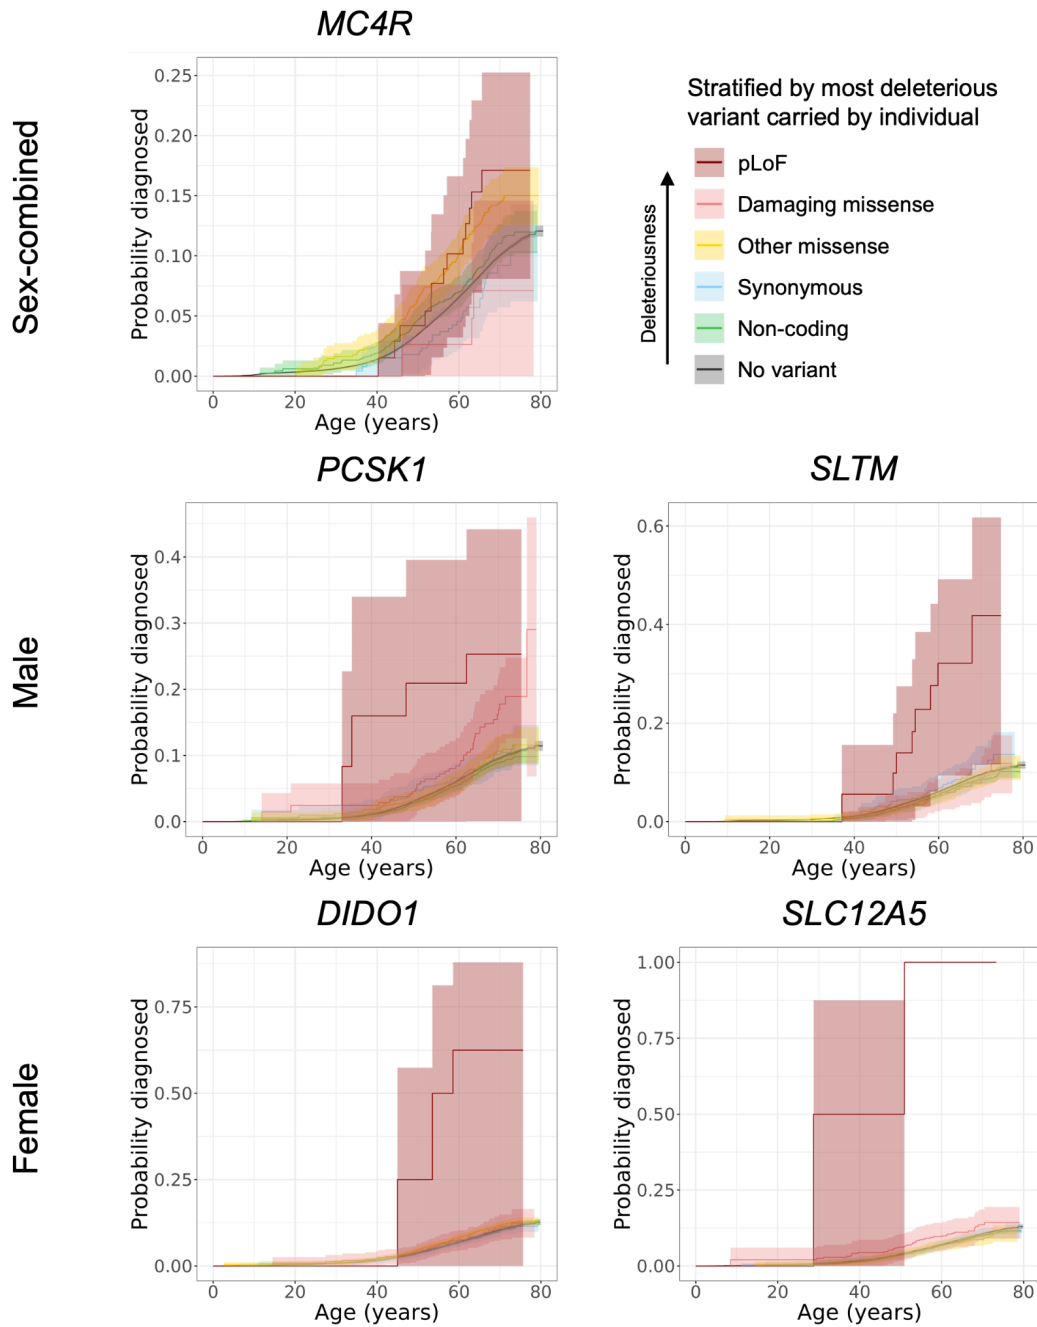 MC4R
Sex-combined
Probability diagnosed
0.25
0.20
0.15
0.10
0.05
0.00
0
20
40
60
80
Age (years)
Stratified by most deleterious
variant carried by individual
Deleteriousness
pLoF
Damaging missense
Other missense
Synonymous
Non-coding
No variant
Male
PCSK1
Probability diagnosed
0.4
0.3
0.2
0.1
0.0
0
20
40
60
80
Age (years)
SLTM
Probability diagnosed
0.6
0.4
0.2
0.0
0
20
40
60
80
Age (years)
Female
DIDO1
Probability diagnosed
0.75
0.50
0.25
0.00
0
20
40
60
80
Age (years)
SLC12A5
Probability diagnosed
1.00
0.75
0.50
0.25
0.00
0
20
40
60
80
Age (years)